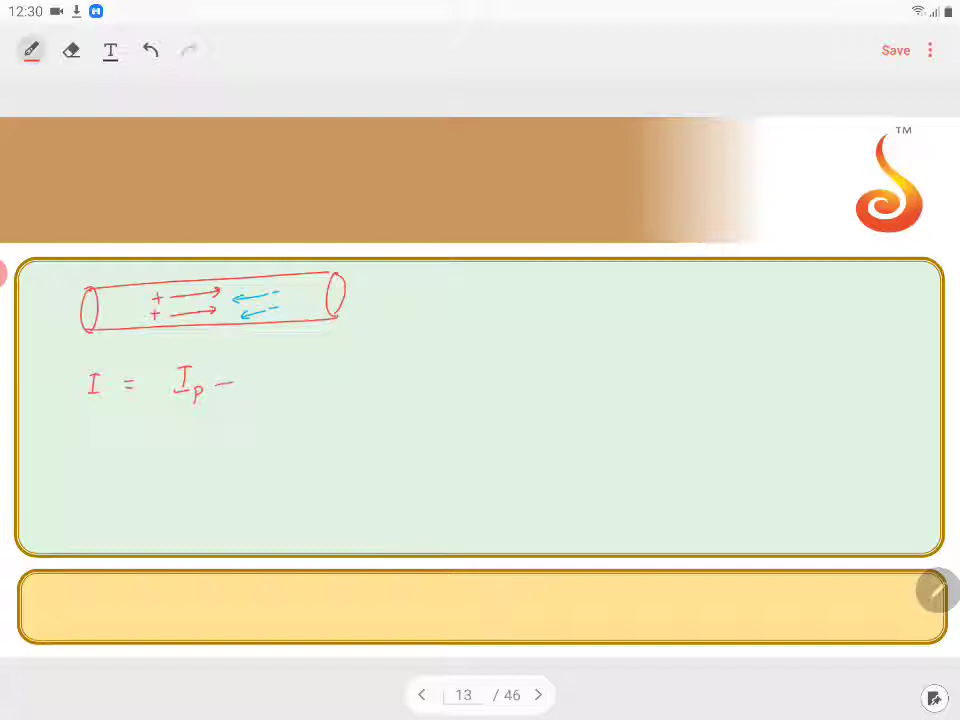 12:30
T
Save
TM
+ -
+ -
I = I_p -
13 / 46